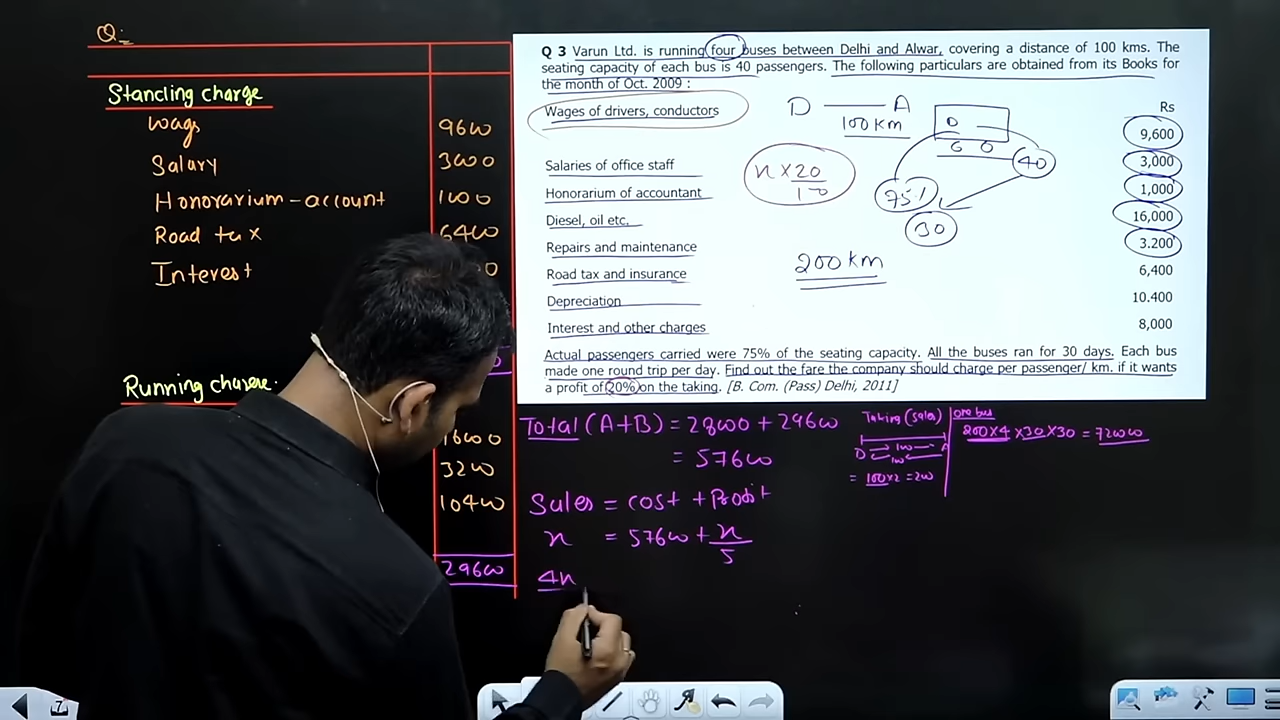 Q:-
Standing charge
Wages 9600
Salary 3000
Honorarium-account 1000
Road tax 6400
Interest
Running charge.
16000
3200
10400
29600
Q 3 Varun Ltd. is running four buses between Delhi and Alwar, covering a distance of 100 kms. The
seating capacity of each bus is 40 passengers. The following particulars are obtained from its Books for
the month of Oct. 2009 :
Rs
Wages of drivers, conductors 9,600
Salaries of office staff 3,000
Honorarium of accountant 1,000
Diesel, oil etc. 16,000
Repairs and maintenance 3.200
Road tax and insurance 6,400
Depreciation 10.400
Interest and other charges 8,000
Actual passengers carried were 75% of the seating capacity. All the buses ran for 30 days. Each bus
made one round trip per day. Find out the fare the company should charge per passenger/ km. if it wants
a profit of 20% on the taking. [B. Com. (Pass) Delhi, 2011]
D — A
100 KM
D
40
x × 20/100
75%
30
200 km
Total (A+B) = 28000 + 29600
= 57600
Sales = cost + Profit
x = 57600 + x/5
4x
Taking (sales)
D 100 A
100
= 100×2 = 200
One bus
200×4 ×30×30 = 720000
7